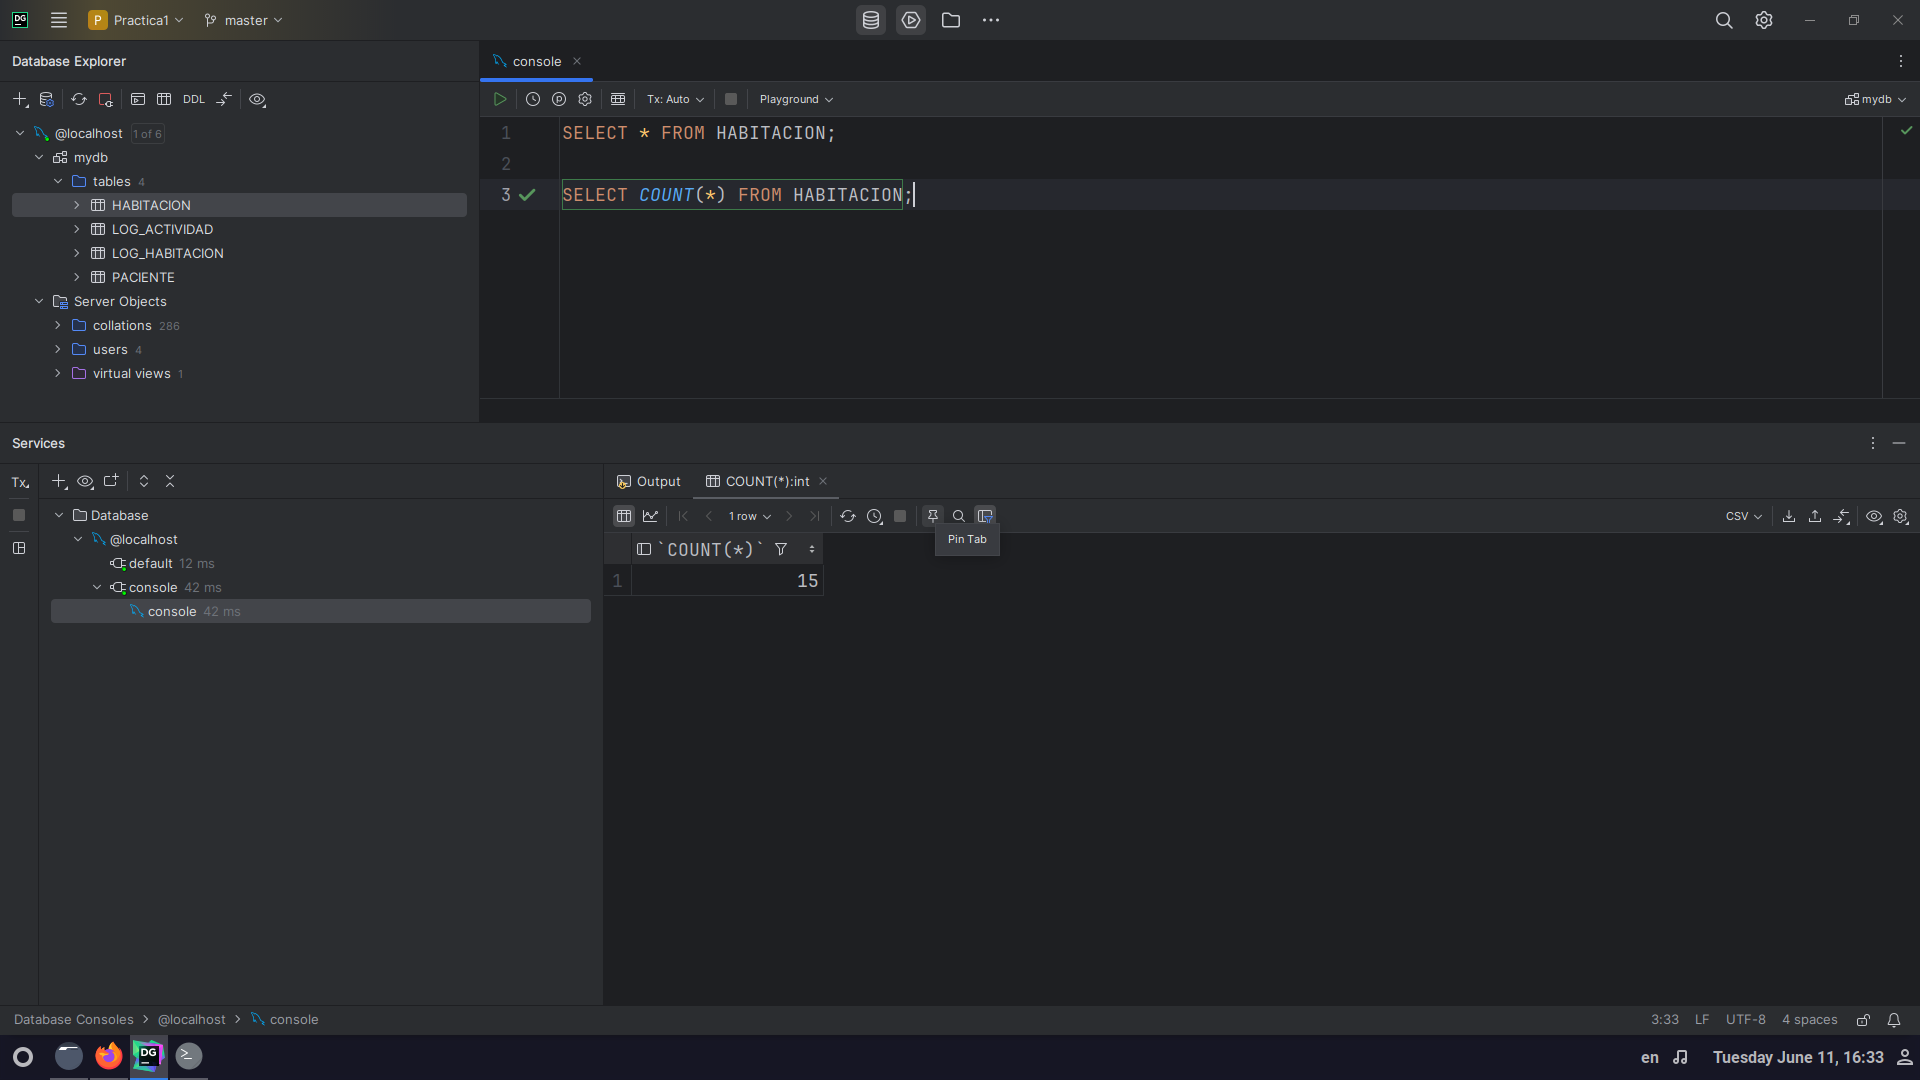 DG
P Practica1
master
Database Explorer
console
DDL
Tx: Auto
Playground
mydb
@localhost 1 of 6
mydb
tables 4
HABITACION
LOG_ACTIVIDAD
LOG_HABITACION
PACIENTE
Server Objects
collations 286
users 4
virtual views 1
1 SELECT * FROM HABITACION;
2
3 SELECT COUNT(*) FROM HABITACION;
Services
Tx
Database
@localhost
default 12 ms
console 42 ms
console 42 ms
Output
COUNT(*):int
1 row
CSV
Pin Tab
`COUNT(*)`
1 15
Database Consoles > @localhost > console
3:33 LF UTF-8 4 spaces
DG
en
Tuesday June 11, 16:33